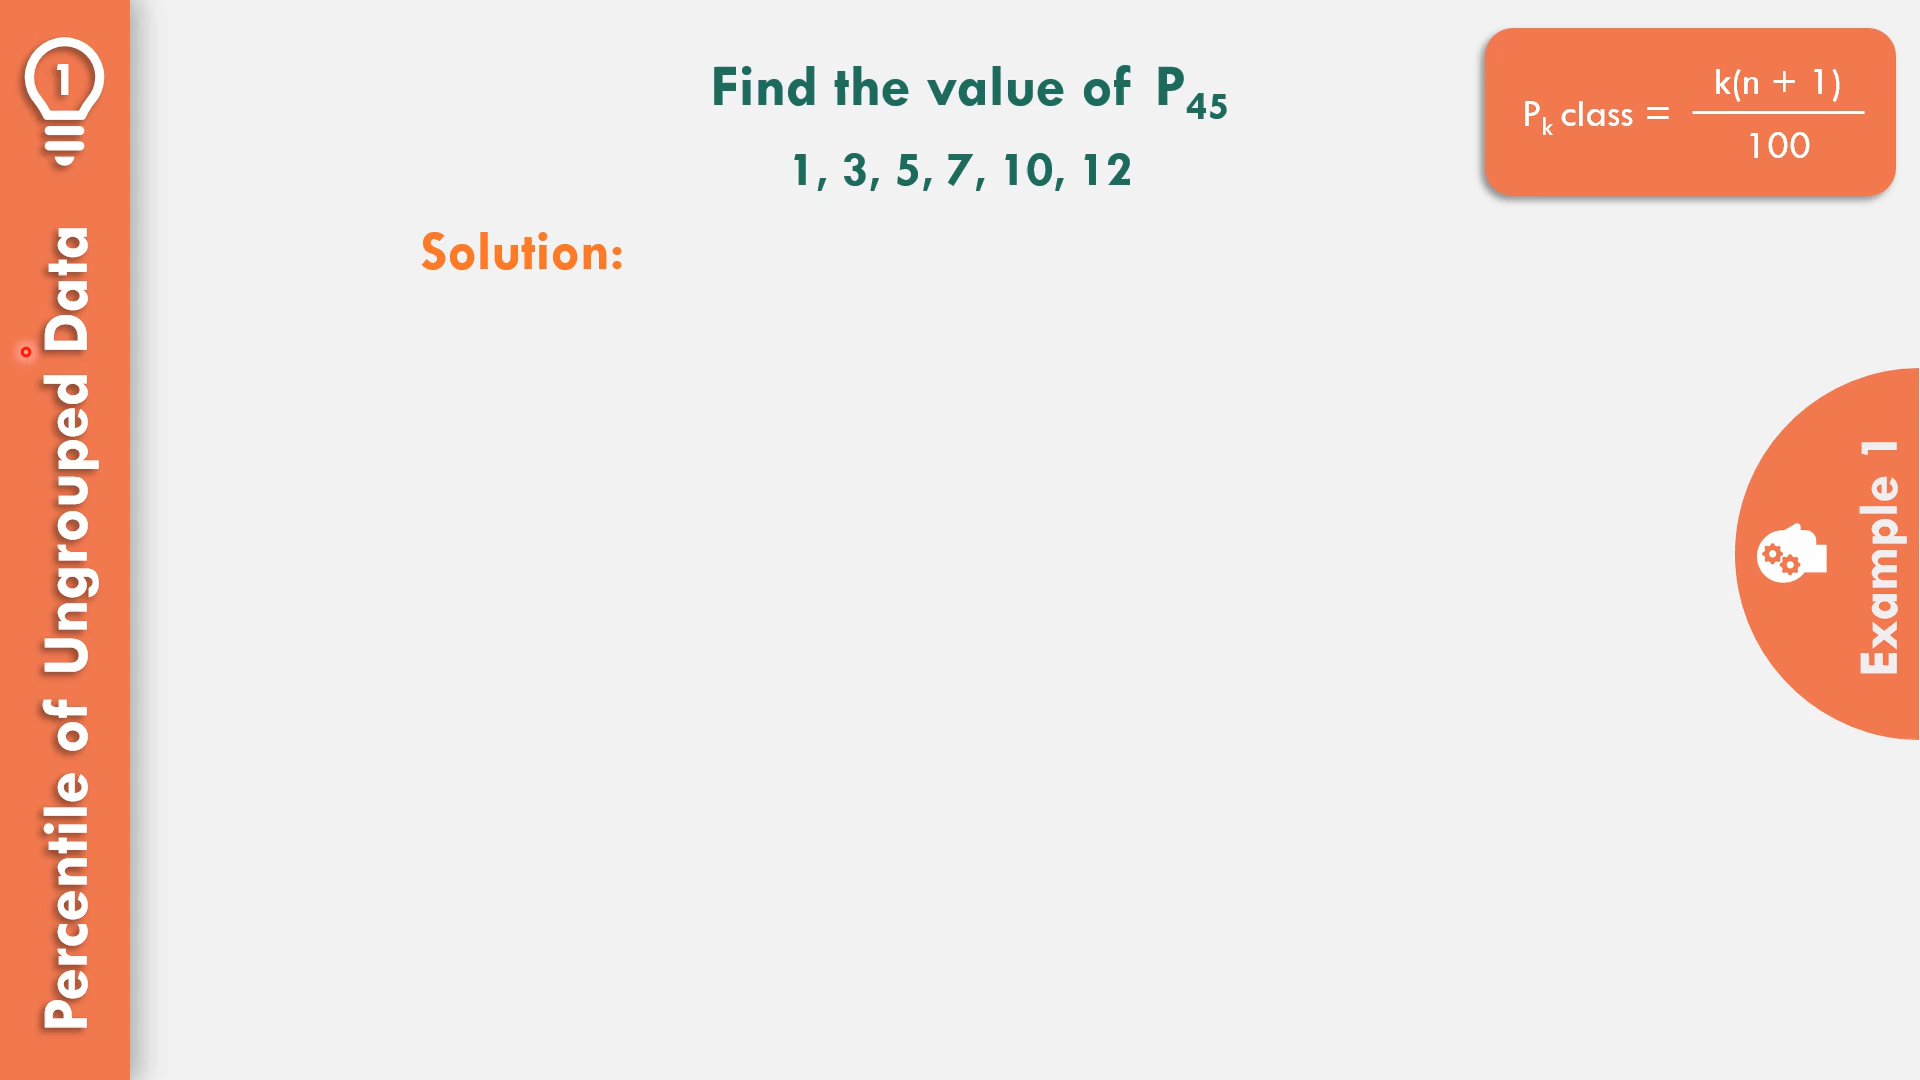 1
Percentile of Ungrouped Data
Find the value of P₄₅
1, 3, 5, 7, 10, 12
Solution:
Pₖ class = k(n + 1)
100
Example 1